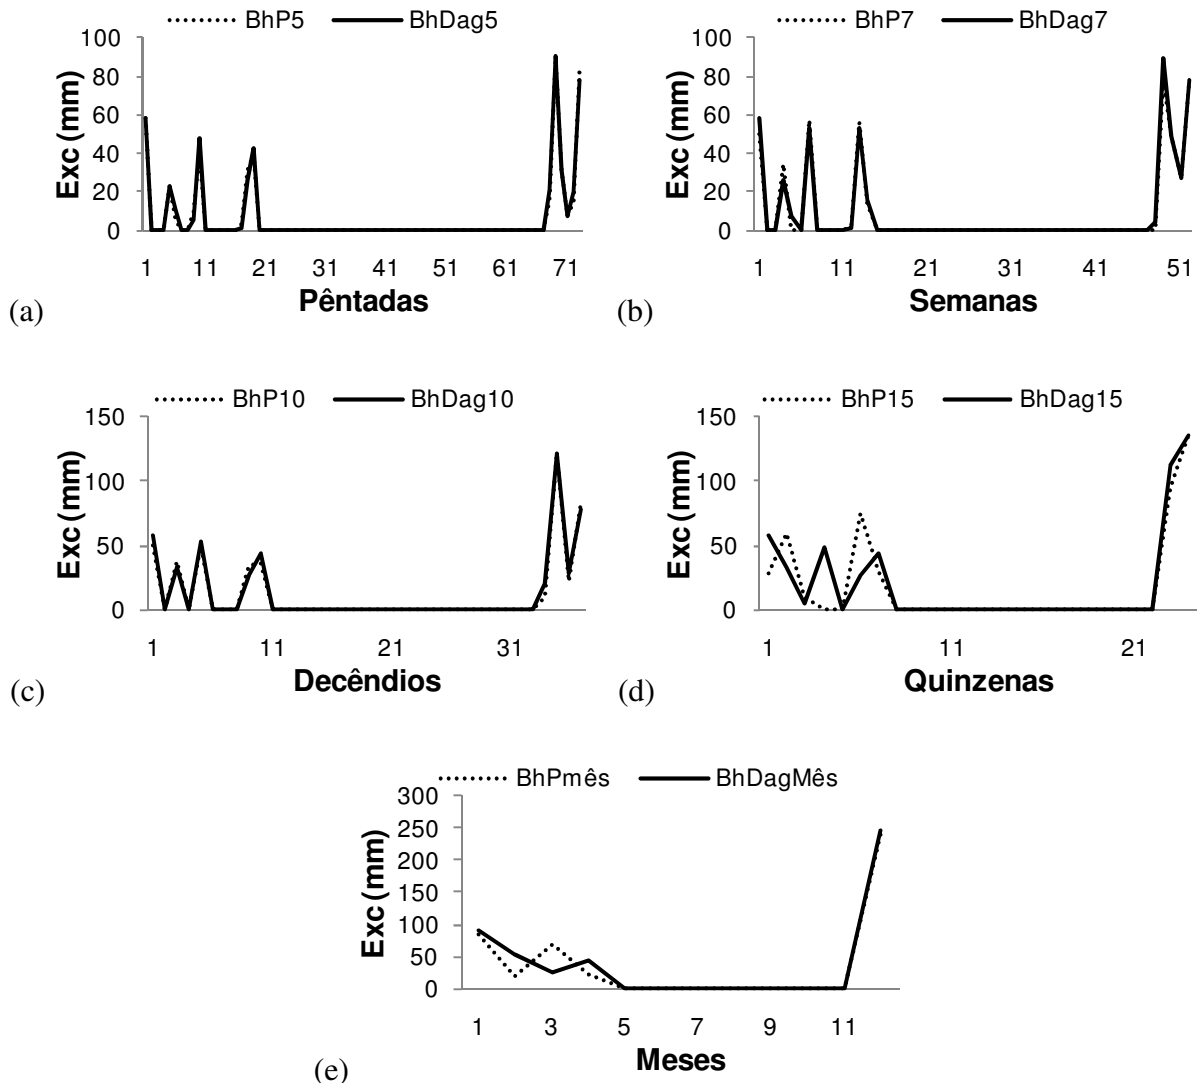 BhP5 BhDag5
100
80
60
40
20
0
Exc (mm)
1 11 21 31 41 51 61 71
Pêntadas
(a)
BhP7 BhDag7
100
80
60
40
20
0
Exc (mm)
1 11 21 31 41 51
Semanas
(b)
BhP10 BhDag10
150
100
50
0
Exc (mm)
1 11 21 31
Decêndios
(c)
BhP15 BhDag15
150
100
50
0
Exc (mm)
1 11 21
Quinzenas
(d)
BhPmês BhDagMês
300
250
200
150
100
50
0
Exc (mm)
1 3 5 7 9 11
Meses
(e)